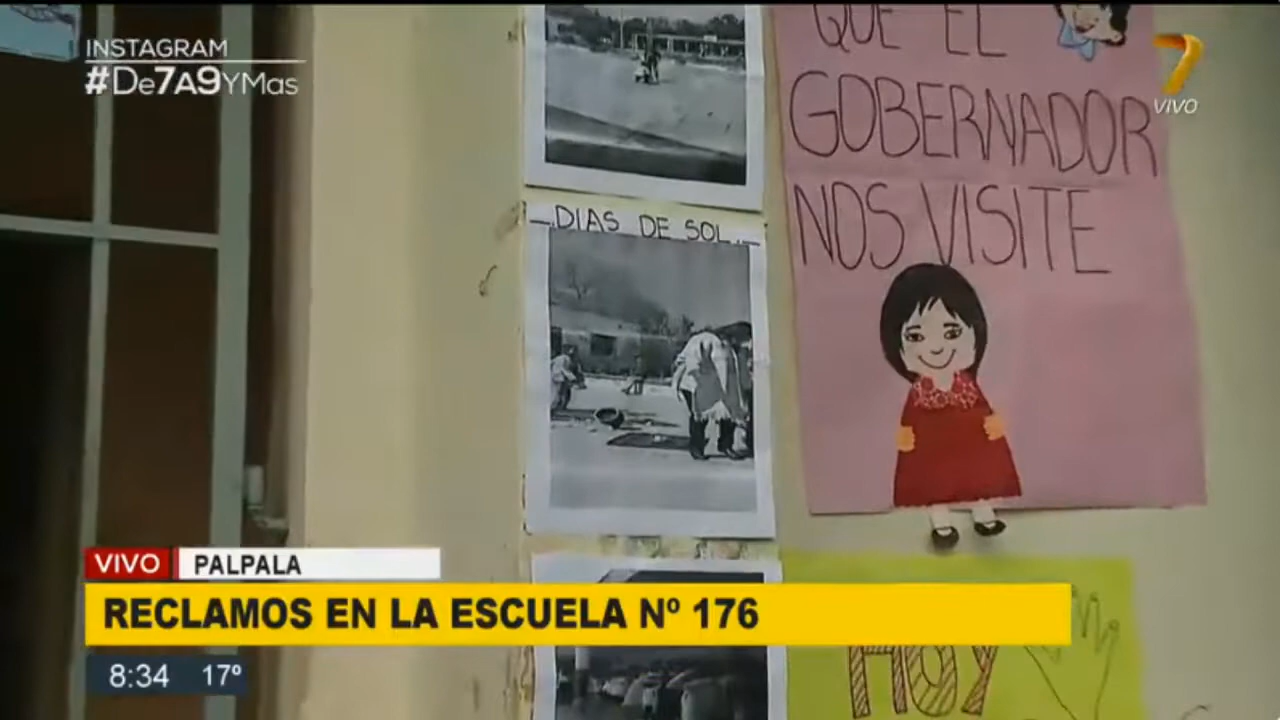 INSTAGRAM
#De7A9YMas
QUE EL
GOBERNADOR
NOS VISITE
7
VIVO
DIAS DE SOL
VIVO
PALPALA
RECLAMOS EN LA ESCUELA Nº 176
8:34 17º
HOY